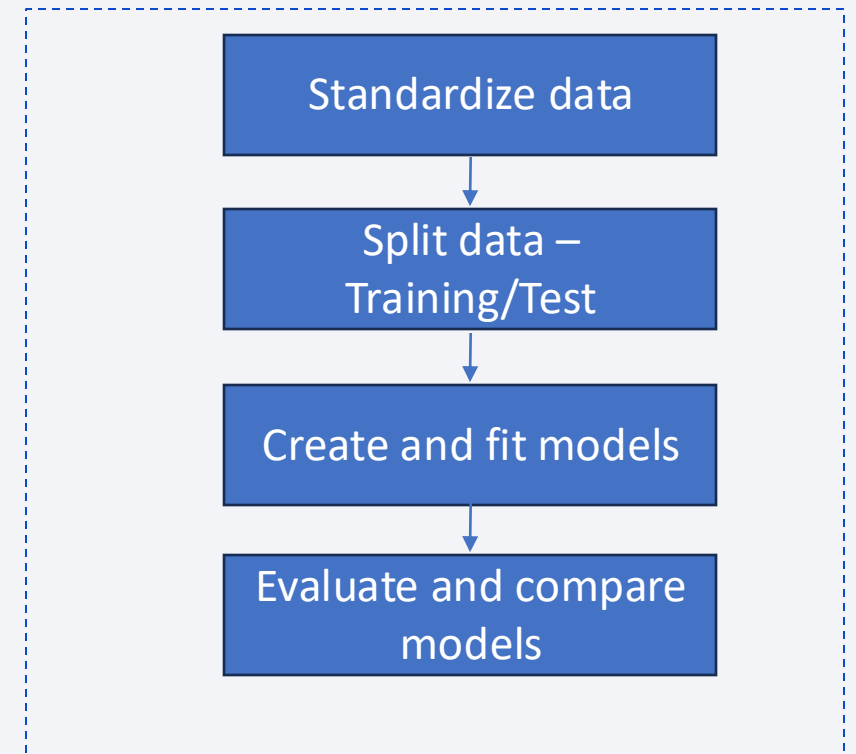 Standardize data
Split data –
Training/Test
Create and fit models
Evaluate and compare
models